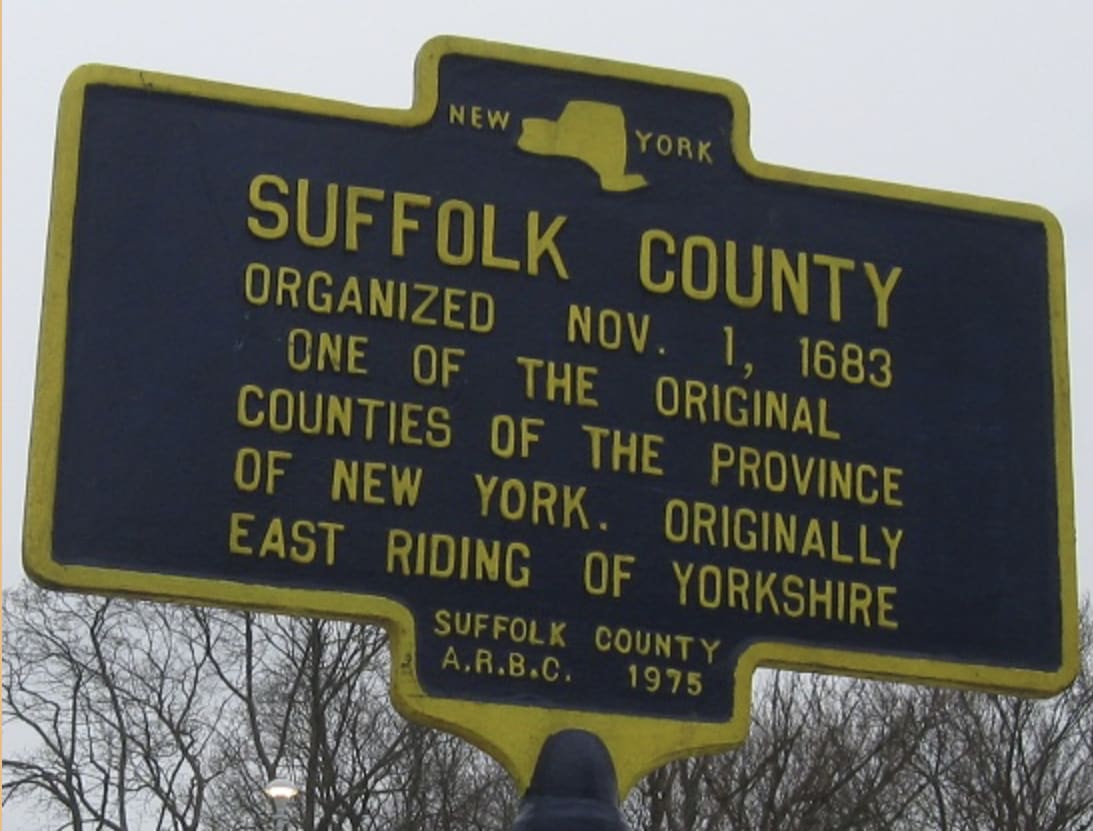 NEW YORK
SUFFOLK COUNTY
ORGANIZED NOV. 1, 1683
ONE OF THE ORIGINAL
COUNTIES OF THE PROVINCE
OF NEW YORK. ORIGINALLY
EAST RIDING OF YORKSHIRE
SUFFOLK COUNTY
A.R.B.C. 1975